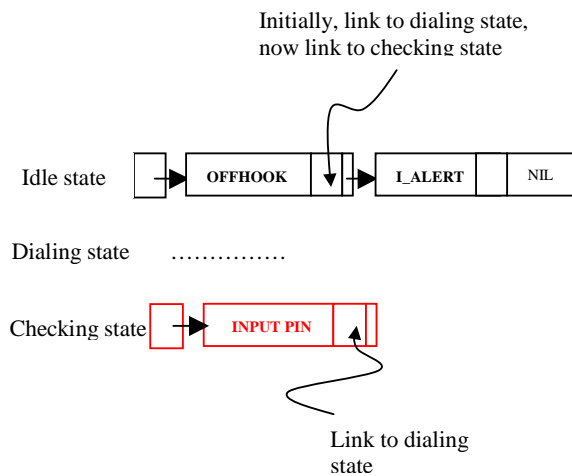 Initially, link to dialing state,
now link to checking state
Idle state OFFHOOK I_ALERT NIL
Dialing state ...............
Checking state INPUT PIN
Link to dialing
state